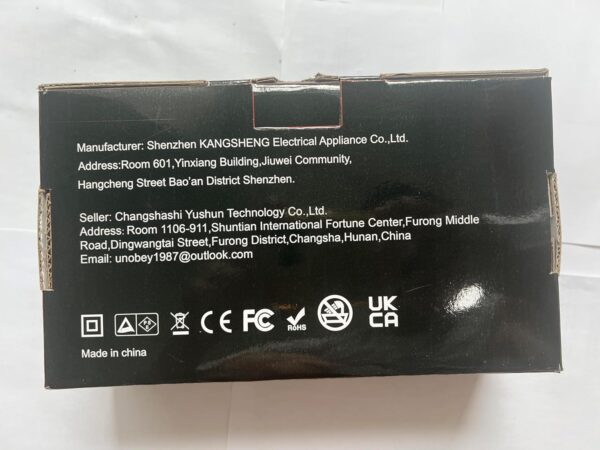 Manufacturer: Shenzhen KANGSHENG Electrical Appliance Co.,Ltd.
Address:Room 601,Yinxiang Building,Jiuwei Community,
Hangcheng Street Bao'an District Shenzhen.
Seller: Changshashi Yushun Technology Co.,Ltd.
Address: Room 1106-911,Shuntian International Fortune Center,Furong Middle
Road,Dingwangtai Street,Furong District,Changsha,Hunan,China
Email: unobey1987@outlook.com
CE FC RoHS UK CA
Made in china